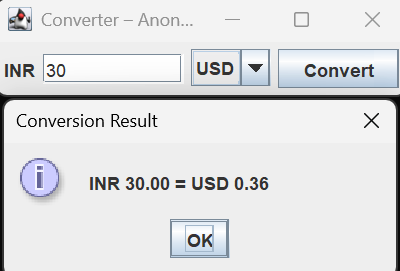 Converter – Anon...
INR 30 USD Convert
Conversion Result
i
INR 30.00 = USD 0.36
OK